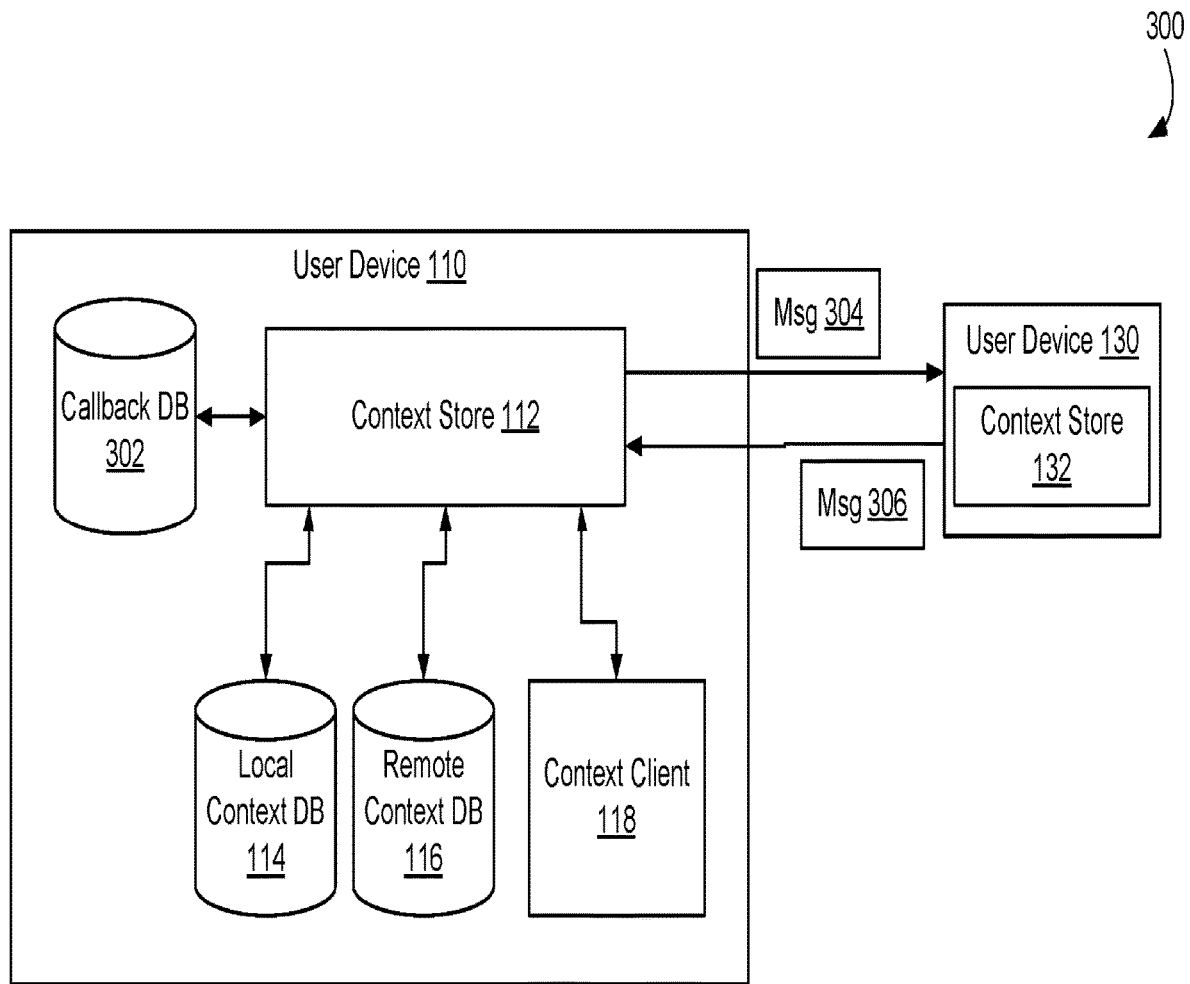 300
User Device 110
Msg 304
User Device 130
Callback DB
302
Context Store 112
Context Store
132
Msg 306
Local
Context DB
114
Remote
Context DB
116
Context Client
118